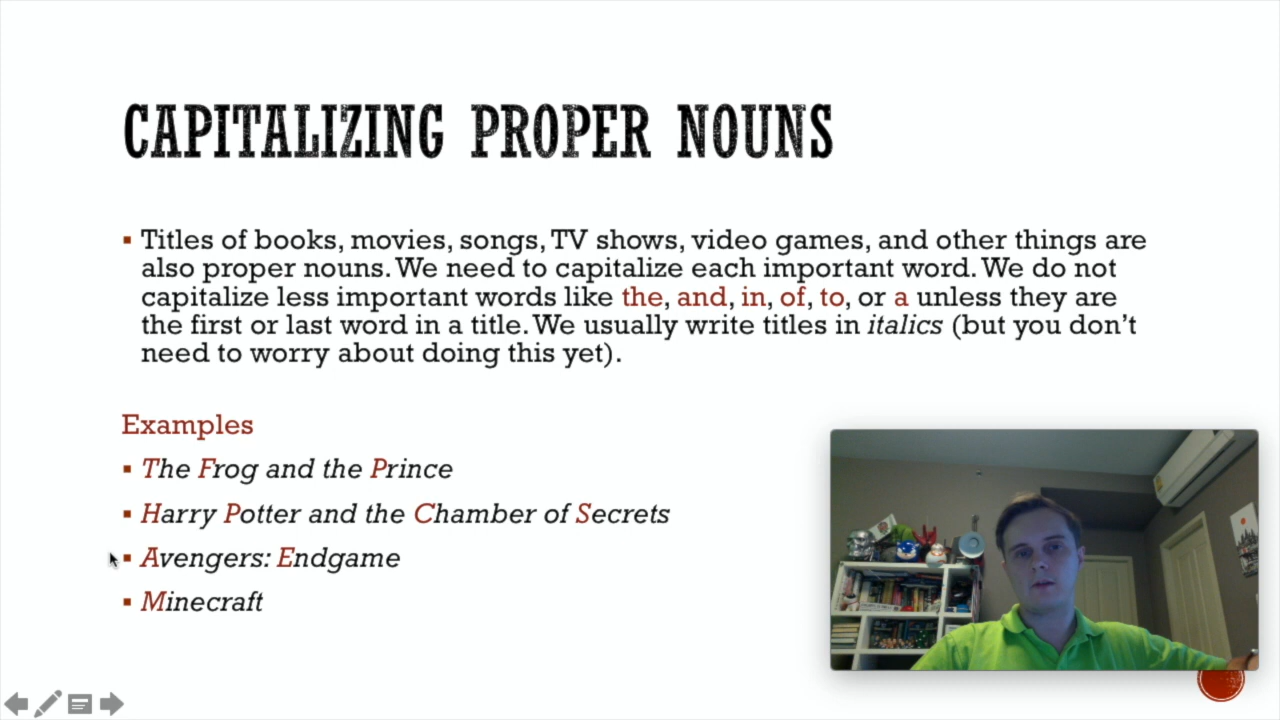 CAPITALIZING PROPER NOUNS
Titles of books, movies, songs, TV shows, video games, and other things are
also proper nouns. We need to capitalize each important word. We do not
capitalize less important words like the, and, in, of, to, or a unless they are
the first or last word in a title. We usually write titles in italics (but you don't
need to worry about doing this yet).
Examples
The Frog and the Prince
Harry Potter and the Chamber of Secrets
Avengers: Endgame
Minecraft